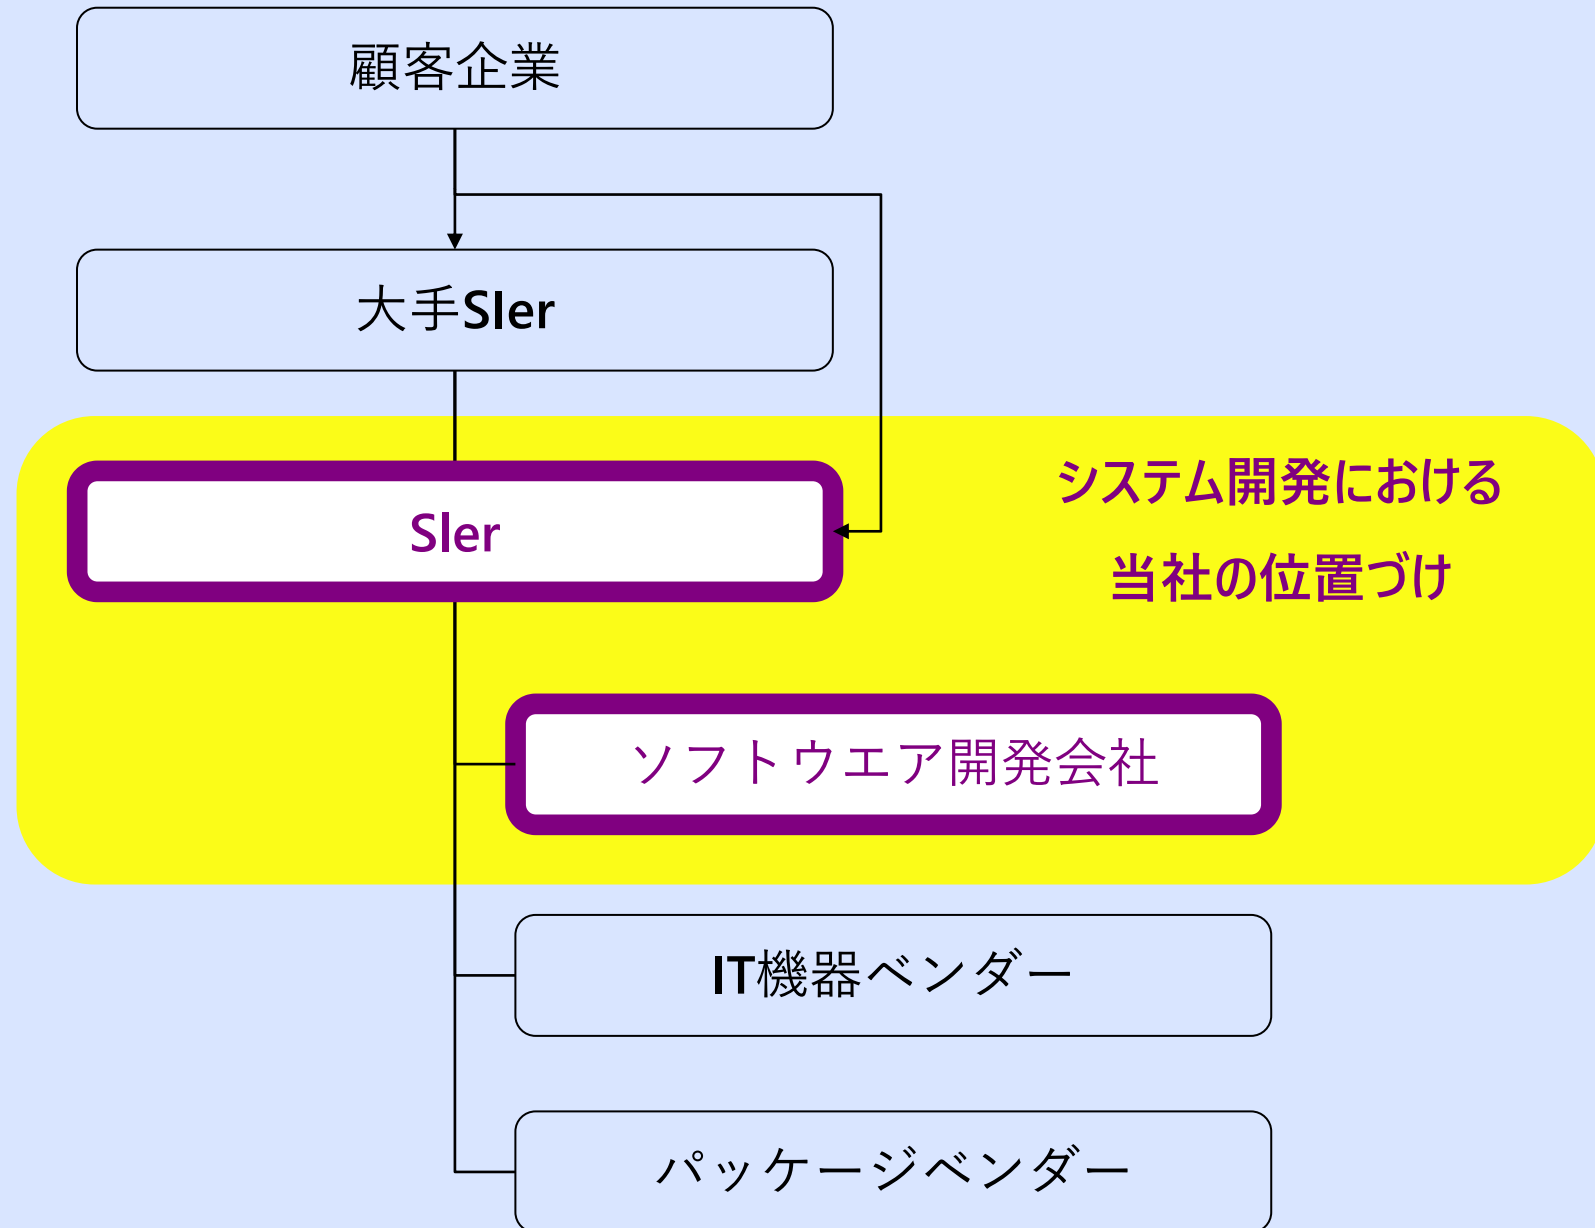 顧客企業
大手SIer
SIer
システム開発における
当社の位置づけ
ソフトウエア開発会社
IT機器ベンダー
パッケージベンダー